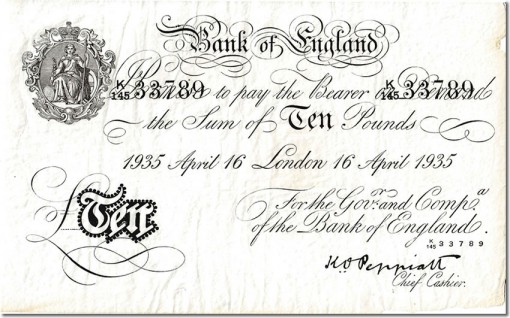 Bank of England
K/145 33789 K/145 33789
Promise to pay the Bearer on Demand
the Sum of Ten Pounds
1935 April 16 London 16 April 1935
For the Govr. and Compa.
of the Bank of England.
£Ten
K/145 33789
K O Peppiatt
Chief Cashier.